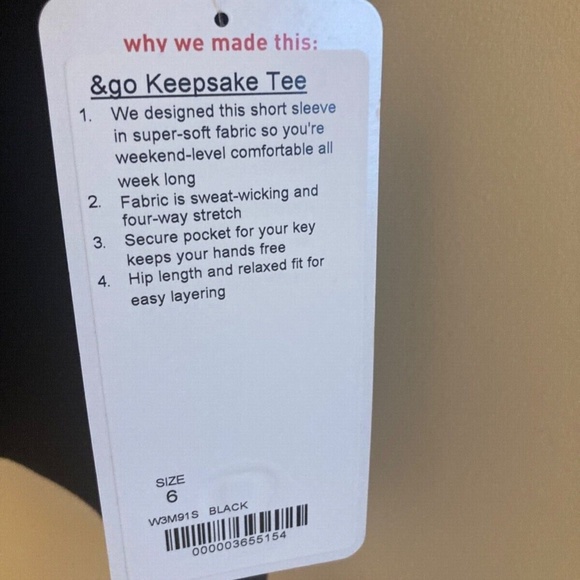 why we made this:
&go Keepsake Tee
1. We designed this short sleeve
in super-soft fabric so you're
weekend-level comfortable all
week long
2. Fabric is sweat-wicking and
four-way stretch
3. Secure pocket for your key
keeps your hands free
4. Hip length and relaxed fit for
easy layering
SIZE
6
W3M91S BLACK
000003655154